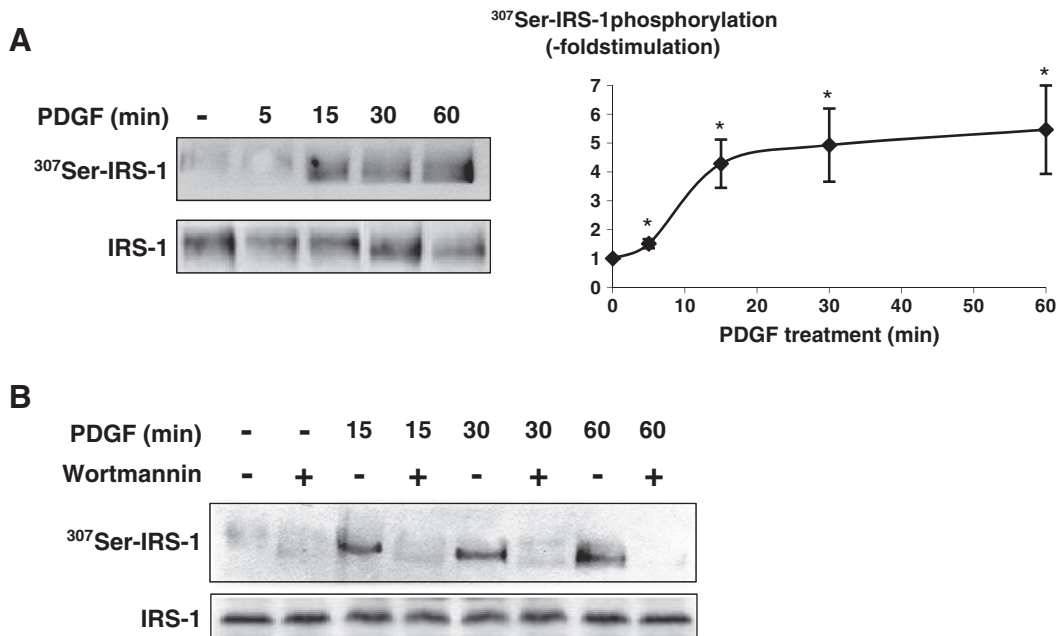 A
PDGF (min) - 5 15 30 60
307Ser-IRS-1
IRS-1
307Ser-IRS-1phosphorylation
(-foldstimulation)
7
6
5
4
3
2
1
0
* * * *
0 10 20 30 40 50 60
PDGF treatment (min)
B
PDGF (min) - - 15 15 30 30 60 60
Wortmannin - + - + - + - +
307Ser-IRS-1
IRS-1